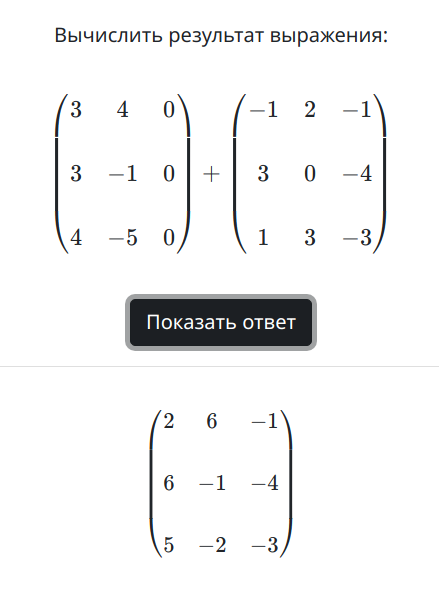 Вычислить результат выражения:
3 4 0 −1 2 −1
3 −1 0 + 3 0 −4
4 −5 0 1 3 −3
Показать ответ
2 6 −1
6 −1 −4
5 −2 −3